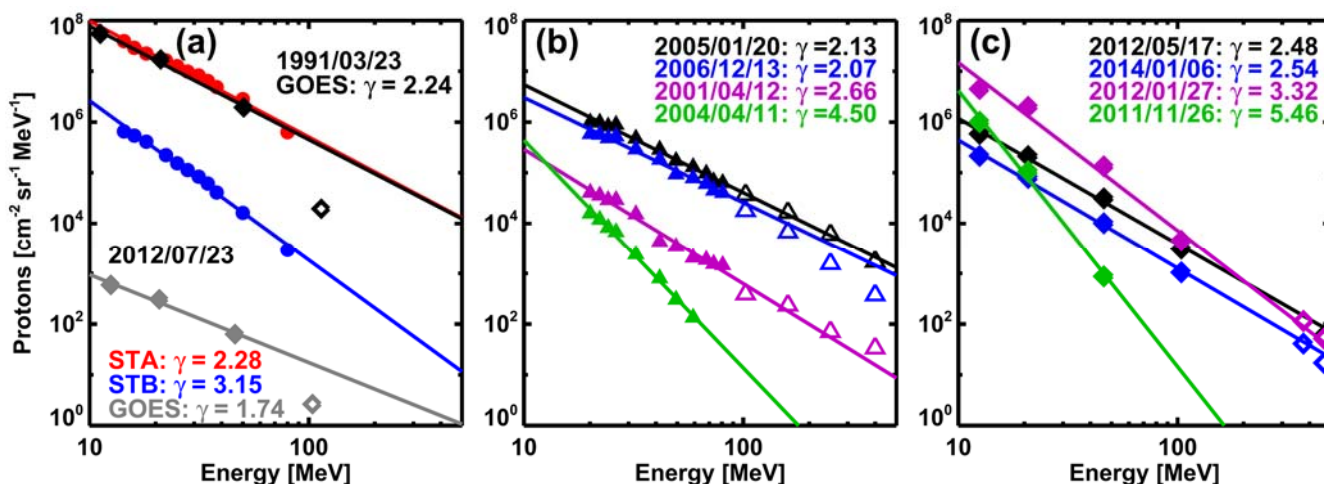 Protons [cm⁻² sr⁻¹ MeV⁻¹]
10⁸
10⁶
10⁴
10²
10⁰
(a)
1991/03/23
GOES: γ = 2.24
2012/07/23
STA: γ = 2.28
STB: γ = 3.15
GOES: γ = 1.74
10
100
Energy [MeV]
10⁸
10⁶
10⁴
10²
10⁰
(b)
2005/01/20: γ =2.13
2006/12/13: γ =2.07
2001/04/12: γ =2.66
2004/04/11: γ =4.50
10
100
Energy [MeV]
10⁸
10⁶
10⁴
10²
10⁰
(c)
2012/05/17: γ =2.48
2014/01/06: γ =2.54
2012/01/27: γ =3.32
2011/11/26: γ =5.46
10
100
Energy [MeV]